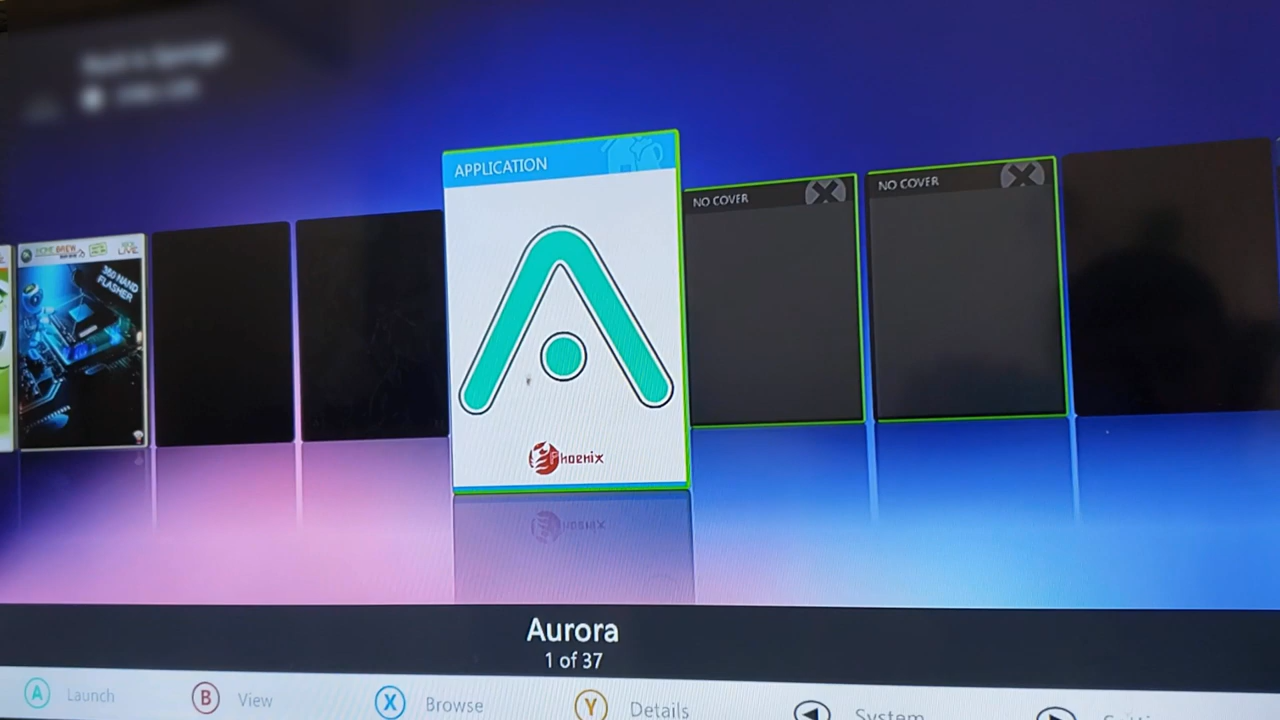 APPLICATION
NO COVER
NO COVER
HOME BREW
LIVE
360 NAND
FLASHER
Phoenix
Aurora
1 of 37
A Launch
B View
X Browse
Y Details
System